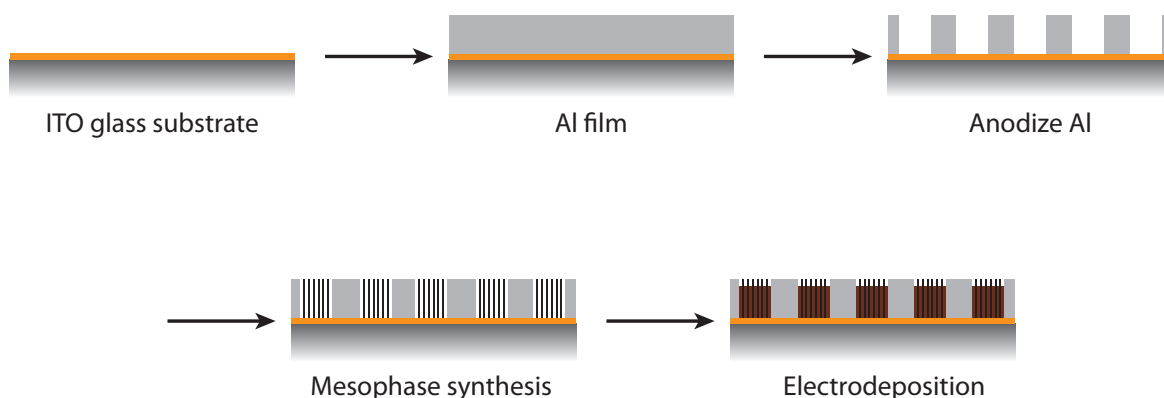 ITO glass substrate
Al film
Anodize Al
Mesophase synthesis
Electrodeposition